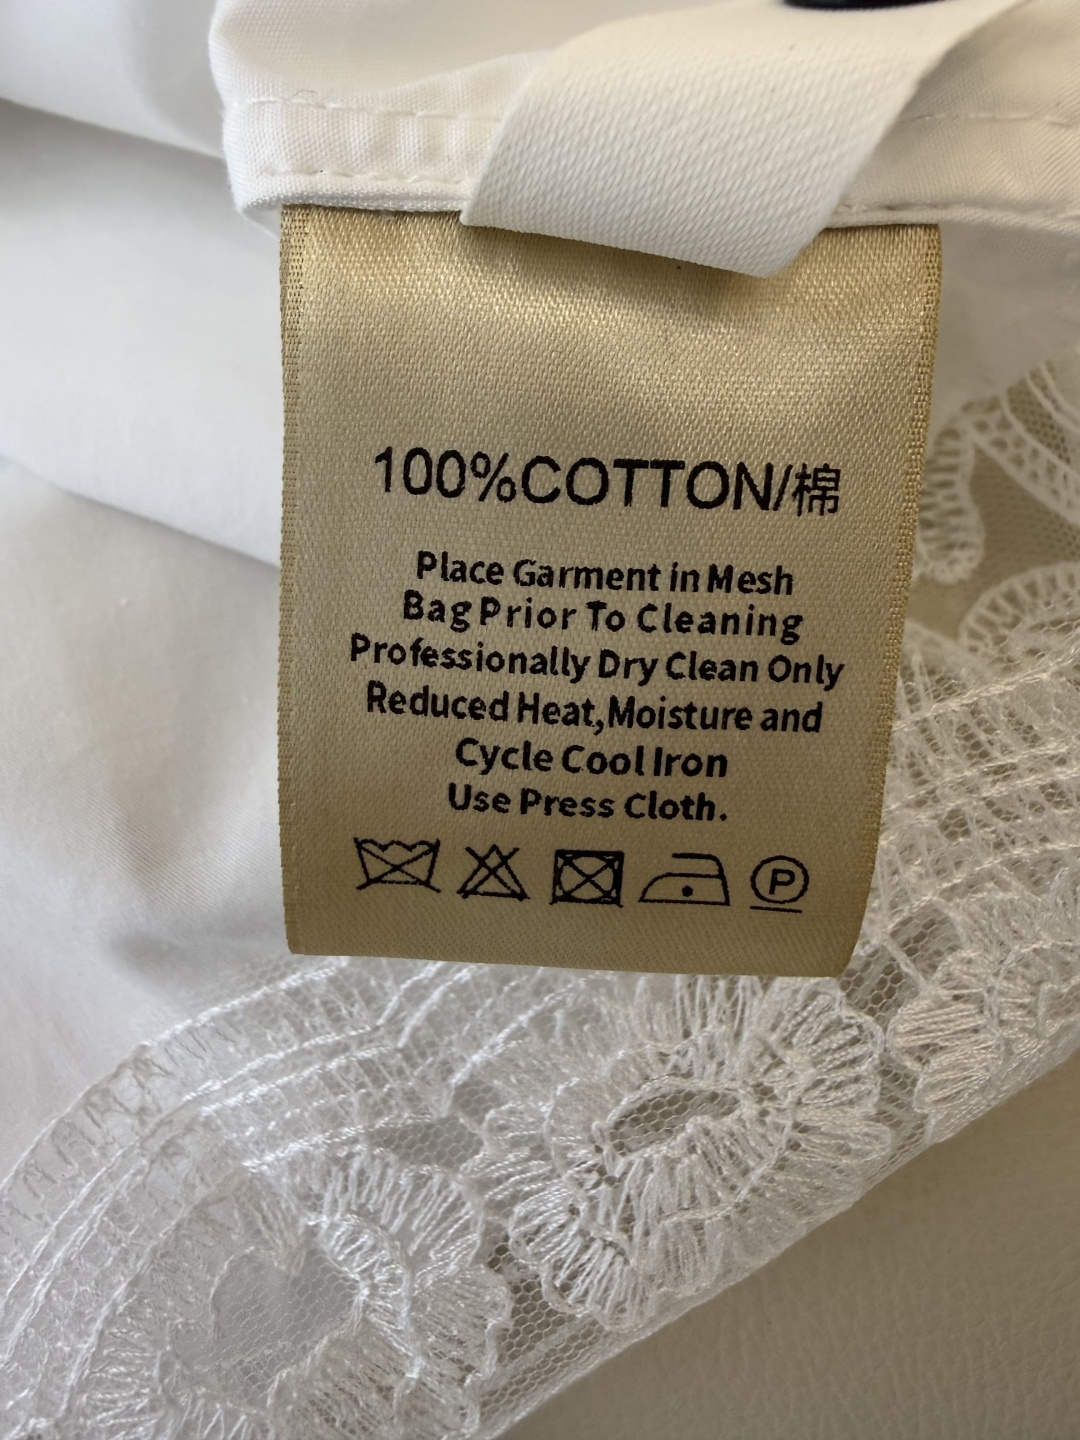 100%COTTON/棉
Place Garment in Mesh
Bag Prior To Cleaning
Professionally Dry Clean Only
Reduced Heat,Moisture and
Cycle Cool Iron
Use Press Cloth.
P